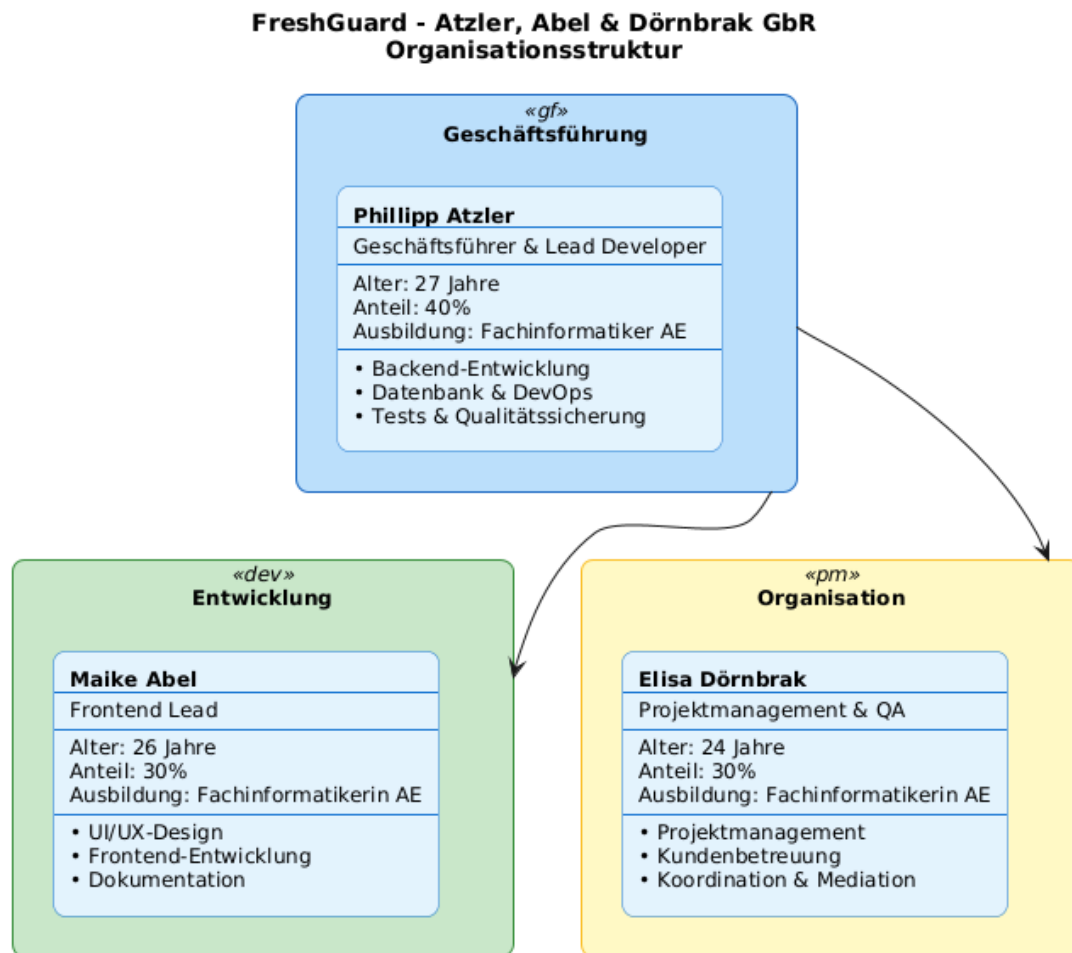 FreshGuard - Atzler, Abel & Dörnbrak GbR
Organisationsstruktur
«gf»
Geschäftsführung
Phillipp Atzler
Geschäftsführer & Lead Developer
Alter: 27 Jahre
Anteil: 40%
Ausbildung: Fachinformatiker AE
• Backend-Entwicklung
• Datenbank & DevOps
• Tests & Qualitätssicherung
«dev»
Entwicklung
Maike Abel
Frontend Lead
Alter: 26 Jahre
Anteil: 30%
Ausbildung: Fachinformatikerin AE
• UI/UX-Design
• Frontend-Entwicklung
• Dokumentation
«pm»
Organisation
Elisa Dörnbrak
Projektmanagement & QA
Alter: 24 Jahre
Anteil: 30%
Ausbildung: Fachinformatikerin AE
• Projektmanagement
• Kundenbetreuung
• Koordination & Mediation